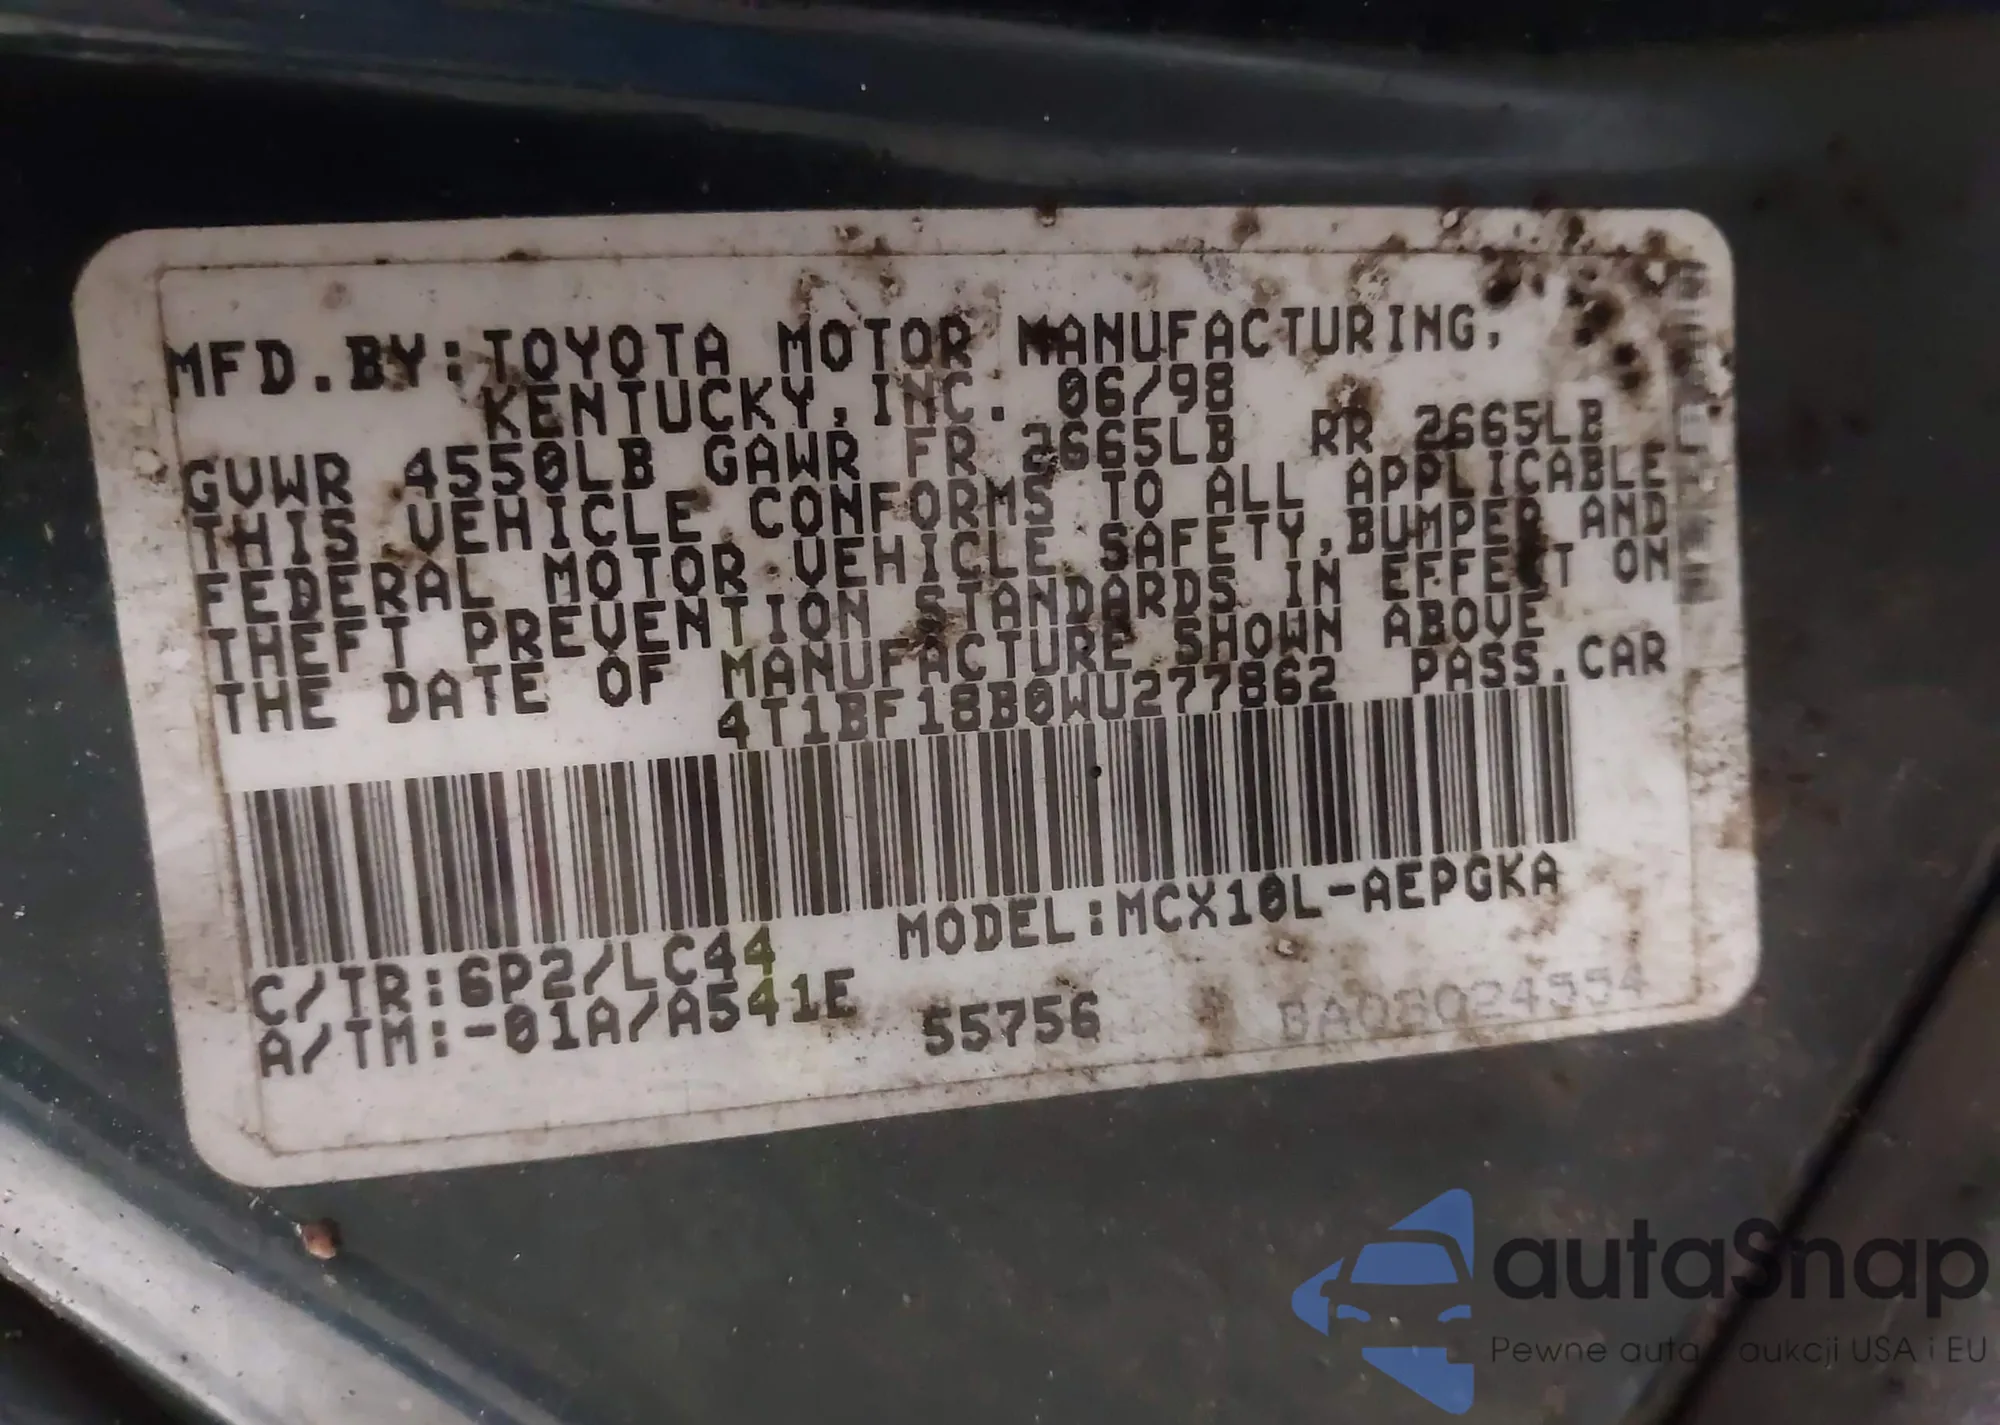 MFD.BY:TOYOTA MOTOR MANUFACTURING,
KENTUCKY,INC. 06/98
GVWR 4550LB GAWR FR 2665LB RR 2665LB
THIS VEHICLE CONFORMS TO ALL APPLICABLE
FEDERAL MOTOR VEHICLE SAFETY,BUMPER AND
THEFT PREVENTION STANDARDS IN EFFECT ON
THE DATE OF MANUFACTURE SHOWN ABOVE
4T1BF18B0WU277862 PASS.CAR
C/TR:6P2/LC44 MODEL:MCX10L-AEPGKA
A/TM:-01A/A541E 55756
autaSnap
Pewne auta z aukcji USA i EU